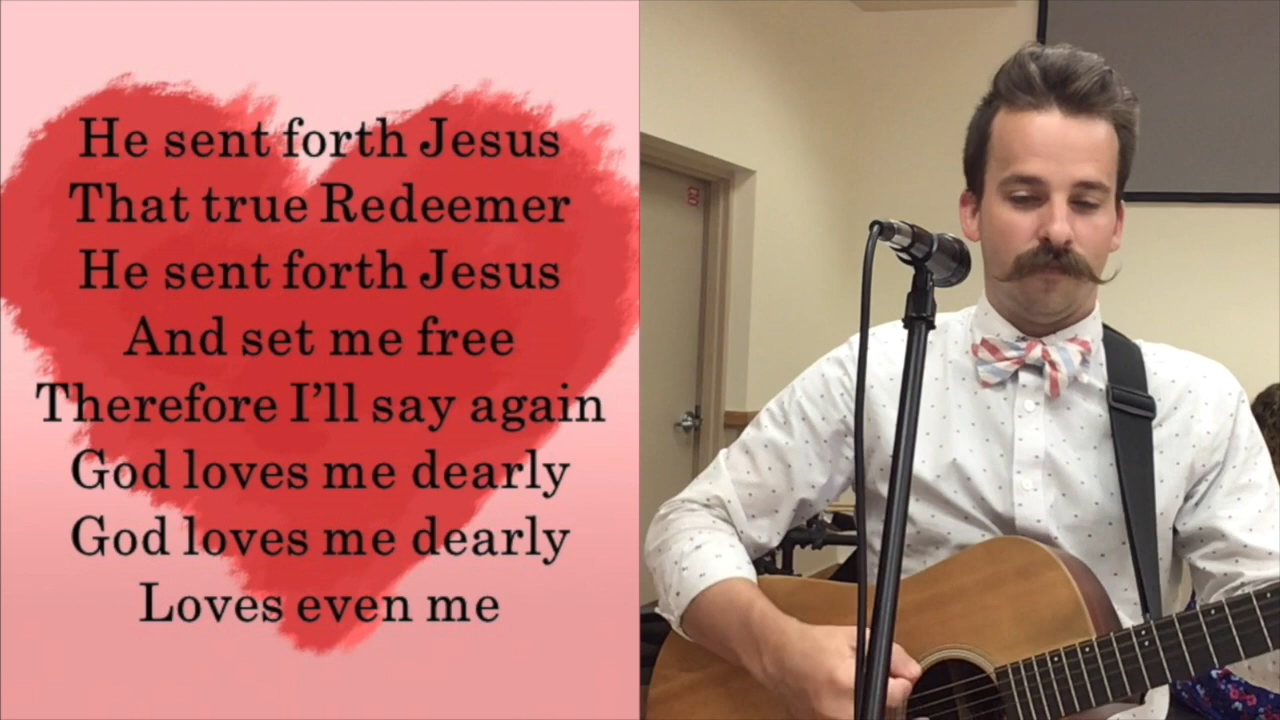 He sent forth Jesus
That true Redeemer
He sent forth Jesus
And set me free
Therefore I’ll say again
God loves me dearly
God loves me dearly
Loves even me